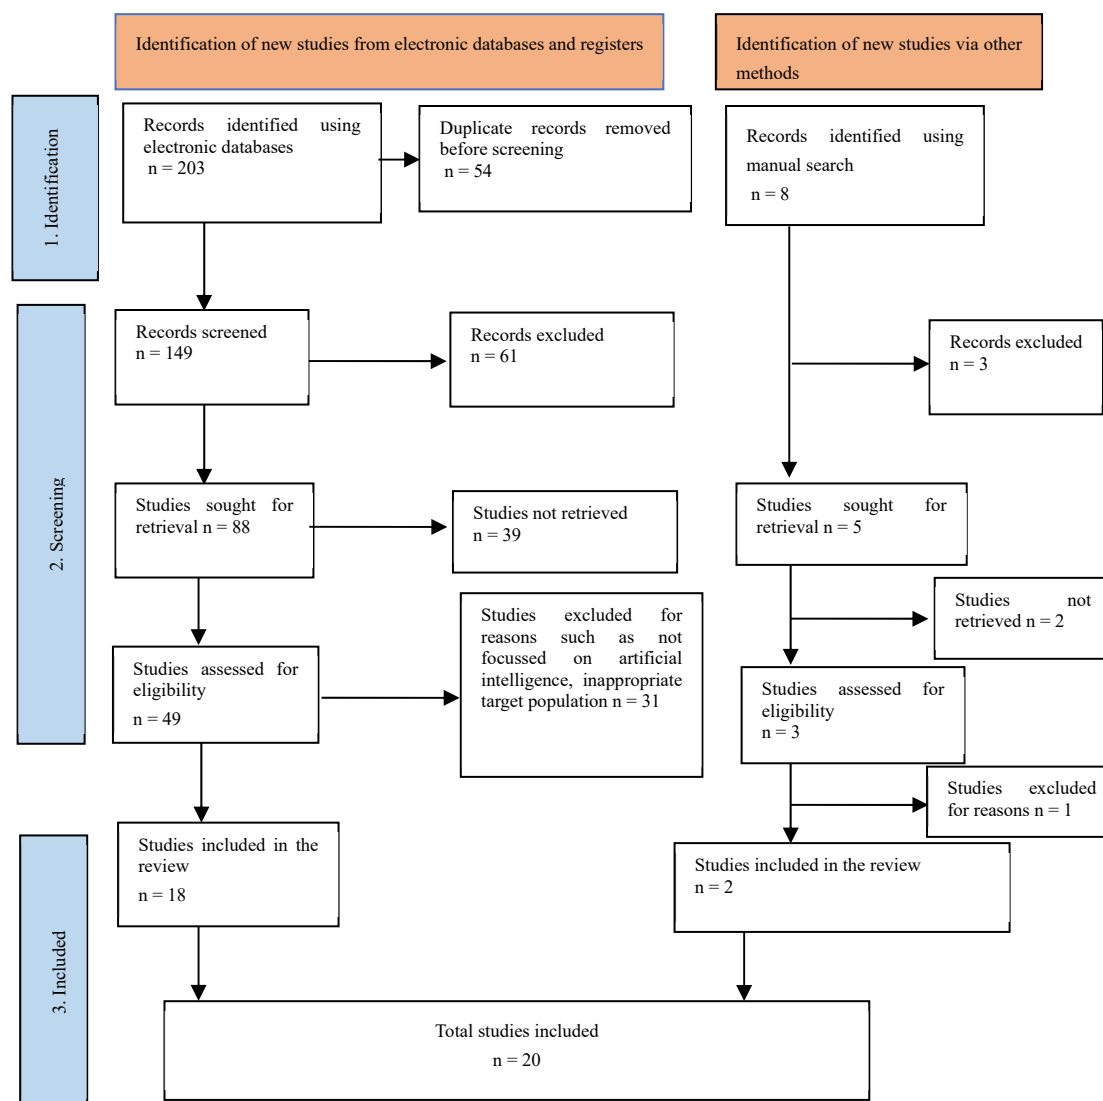 Identification of new studies from electronic databases and registers
Identification of new studies via other
methods
1. Identification
Records identified using
electronic databases
n = 203
Duplicate records removed
before screening
n = 54
Records identified using
manual search
n = 8
2. Screening
Records screened
n = 149
Records excluded
n = 61
Records excluded
n = 3
Studies sought for
retrieval n = 88
Studies not retrieved
n = 39
Studies sought for
retrieval n = 5
Studies not
retrieved n = 2
Studies assessed for
eligibility
n = 49
Studies excluded for
reasons such as not
focussed on artificial
intelligence, inappropriate
target population n = 31
Studies assessed for
eligibility
n = 3
Studies excluded
for reasons n = 1
3. Included
Studies included in the
review
n = 18
Studies included in the review
n = 2
Total studies included
n = 20